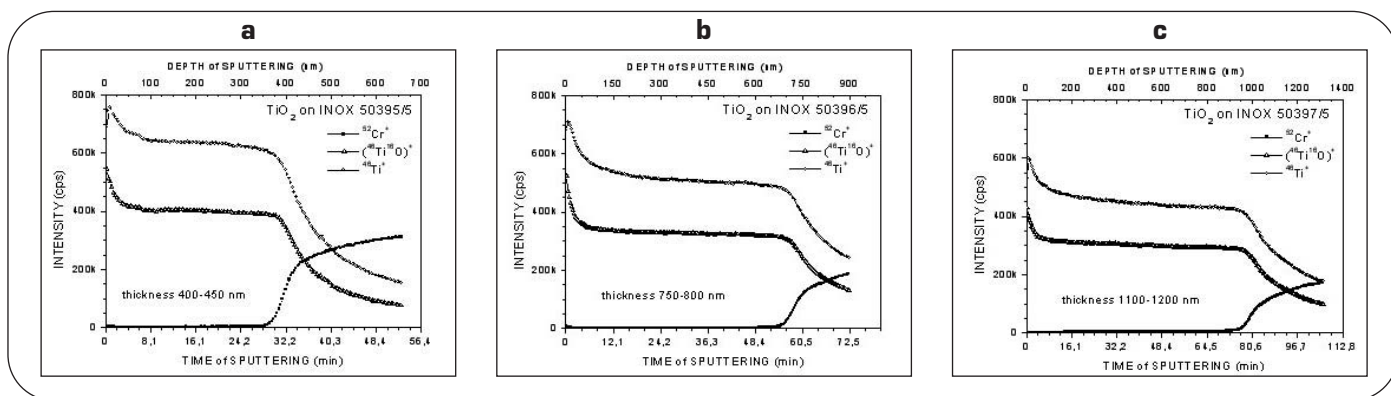 a
DEPTH of SPUTTERING (nm)
0 100 200 300 400 500 600 700
800k
600k
400k
200k
0
INTENSITY (cps)
TiO₂ on INOX 50395/5
⁵²Cr⁺
(⁴⁶Ti¹⁶O)⁺
⁴⁶Ti⁺
thickness 400-450 nm
0 8,1 16,1 24,2 32,2 40,3 48,4 56,4
TIME of SPUTTERING (min)
b
DEPTH of SPUTTERING (nm)
0 150 300 450 600 750 900
800k
600k
400k
200k
0
INTENSITY (cps)
TiO₂ on INOX 50396/5
⁵²Cr⁺
(⁴⁶Ti¹⁶O)⁺
⁴⁶Ti⁺
thickness 750-800 nm
0 12,1 24,2 36,3 48,4 60,5 72,5
TIME of SPUTTERING (min)
c
DEPTH of SPUTTERING (nm)
0 200 400 600 800 1000 1200 1400
800k
600k
400k
200k
0
INTENSITY (cps)
TiO₂ on INOX 50397/5
⁵²Cr⁺
(⁴⁶Ti¹⁶O)⁺
⁴⁶Ti⁺
thickness 1100-1200 nm
0 16,1 32,2 48,4 64,5 80,6 96,7 112,8
TIME of SPUTTERING (min)